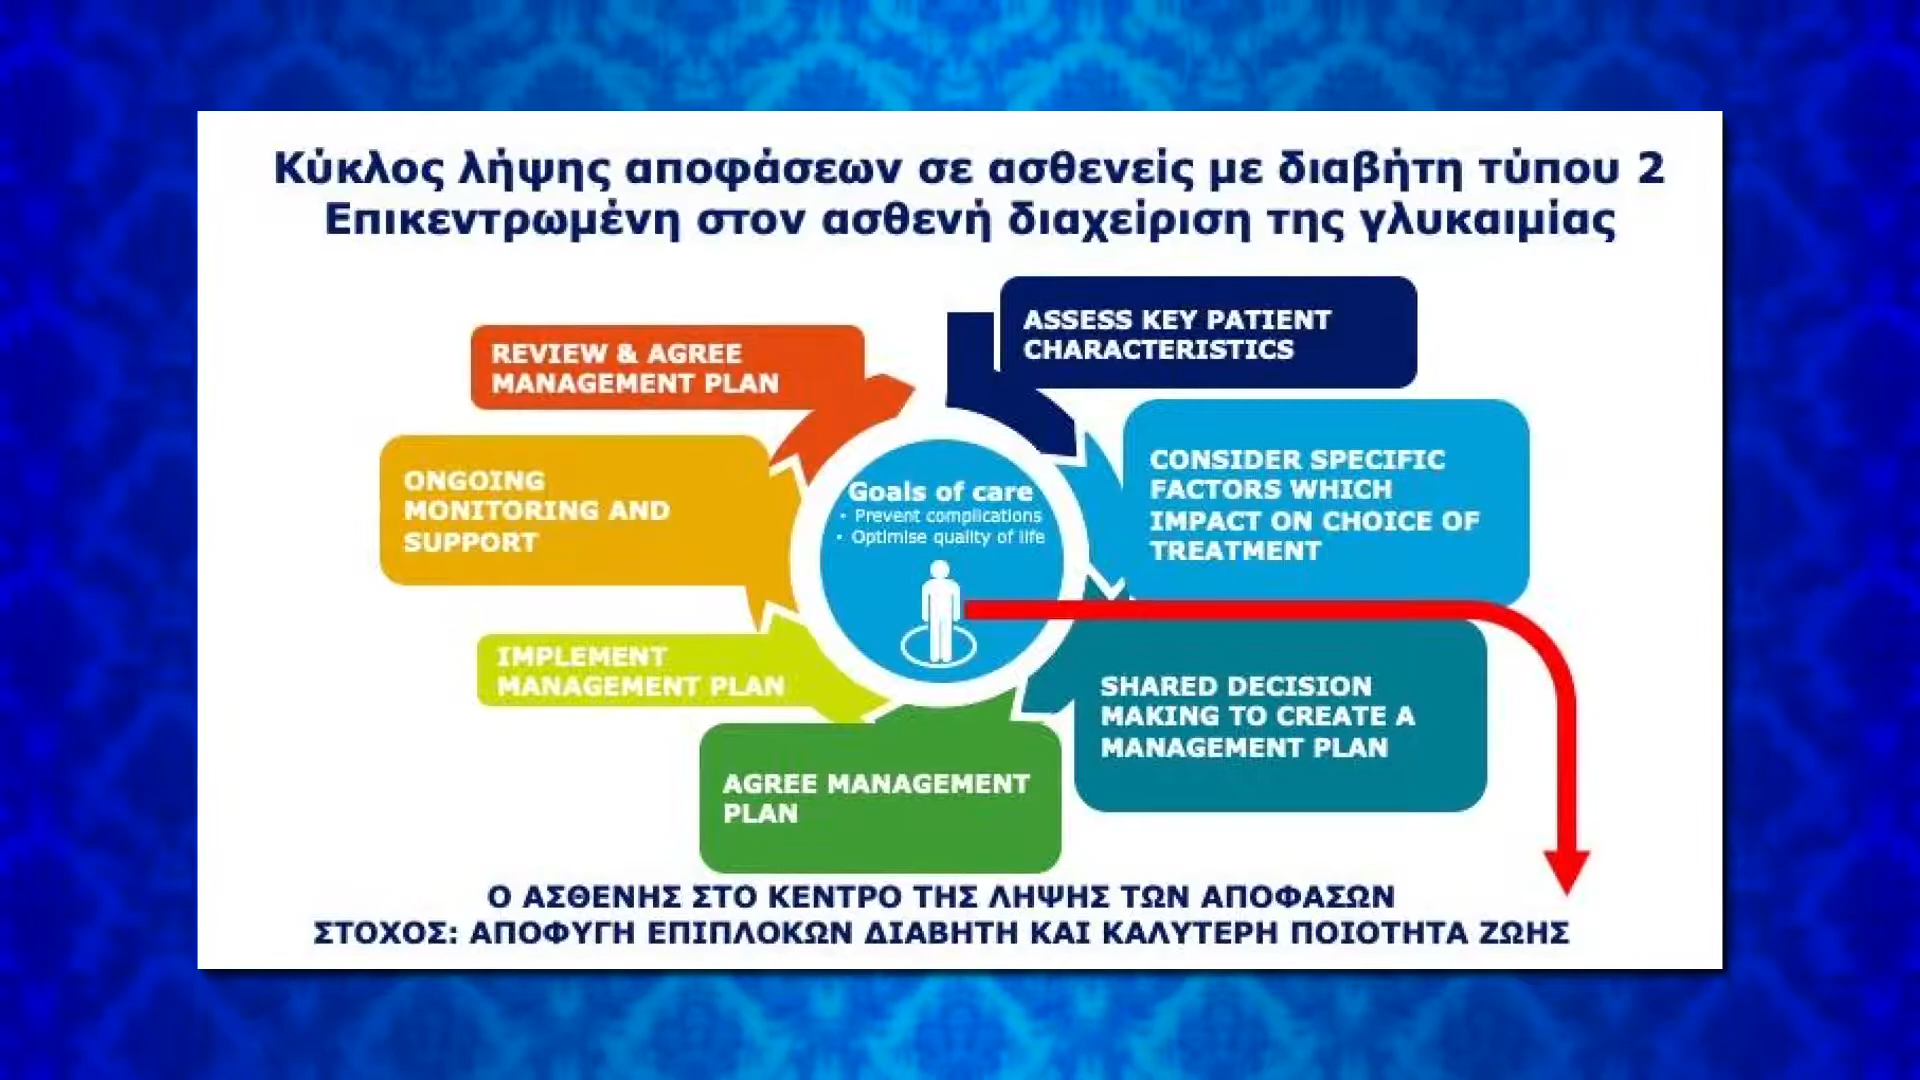 Κύκλος λήψης αποφάσεων σε ασθενείς με διαβήτη τύπου 2
Επικεντρωμένη στον ασθενή διαχείριση της γλυκαιμίας
ASSESS KEY PATIENT
CHARACTERISTICS
CONSIDER SPECIFIC
FACTORS WHICH
IMPACT ON CHOICE OF
TREATMENT
SHARED DECISION
MAKING TO CREATE A
MANAGEMENT PLAN
AGREE MANAGEMENT
PLAN
IMPLEMENT
MANAGEMENT PLAN
ONGOING
MONITORING AND
SUPPORT
REVIEW & AGREE
MANAGEMENT PLAN
Goals of care
• Prevent complications
• Optimise quality of life
Ο ΑΣΘΕΝΗΣ ΣΤΟ ΚΕΝΤΡΟ ΤΗΣ ΛΗΨΗΣ ΤΩΝ ΑΠΟΦΑΣΩΝ
ΣΤΟΧΟΣ: ΑΠΟΦΥΓΗ ΕΠΙΠΛΟΚΩΝ ΔΙΑΒΗΤΗ ΚΑΙ ΚΑΛΥΤΕΡΗ ΠΟΙΟΤΗΤΑ ΖΩΗΣ